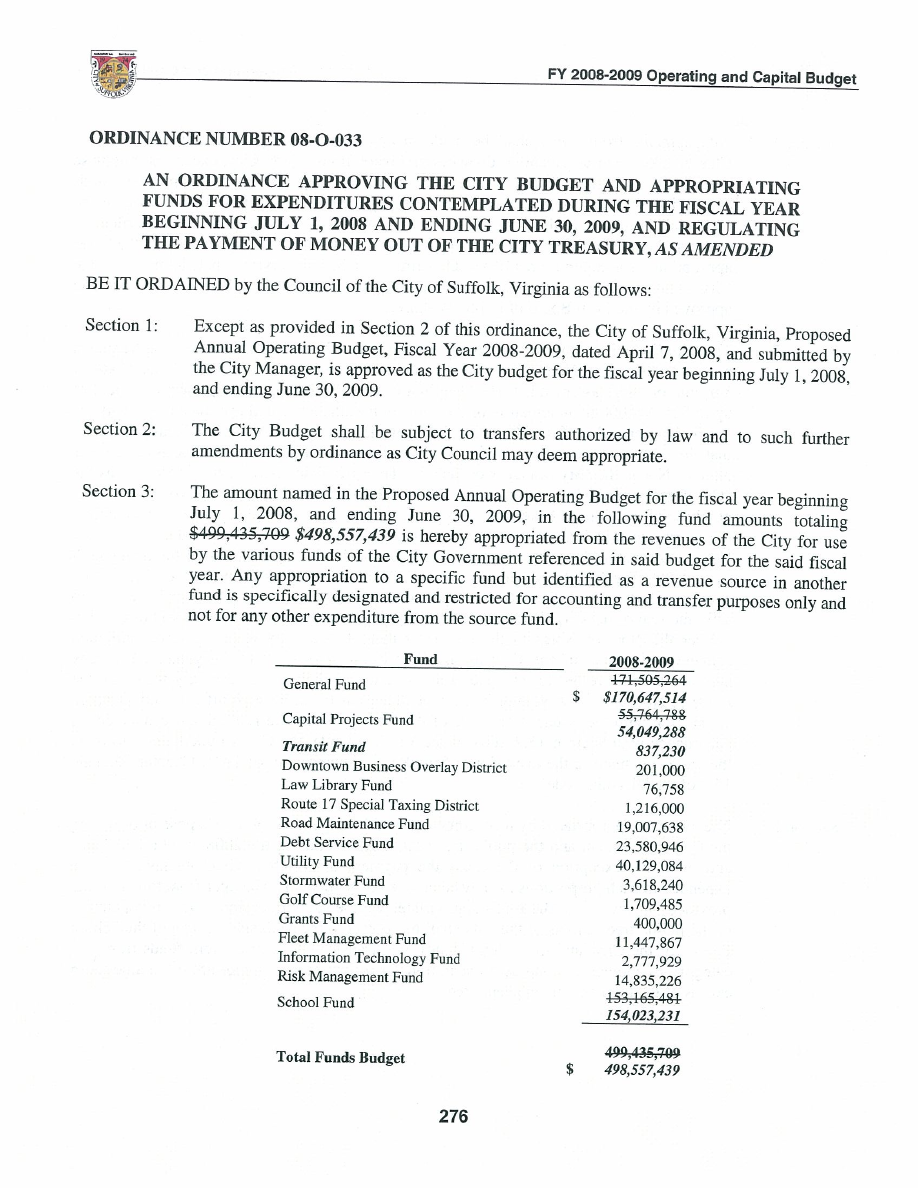 FY 2008-2009 Operating and Capital Budget
ORDINANCE NUMBER 08-O-033
AN ORDINANCE APPROVING THE CITY BUDGET AND APPROPRIATING
FUNDS FOR EXPENDITURES CONTEMPLATED DURING THE FISCAL YEAR
BEGINNING JULY 1, 2008 AND ENDING JUNE 30, 2009, AND REGULATING
THE PAYMENT OF MONEY OUT OF THE CITY TREASURY, AS AMENDED
BE IT ORDAINED by the Council of the City of Suffolk, Virginia as follows:
Section 1: Except as provided in Section 2 of this ordinance, the City of Suffolk, Virginia, Proposed
Annual Operating Budget, Fiscal Year 2008-2009, dated April 7, 2008, and submitted by
the City Manager, is approved as the City budget for the fiscal year beginning July 1, 2008,
and ending June 30, 2009.
Section 2: The City Budget shall be subject to transfers authorized by law and to such further
amendments by ordinance as City Council may deem appropriate.
Section 3: The amount named in the Proposed Annual Operating Budget for the fiscal year beginning
July 1, 2008, and ending June 30, 2009, in the following fund amounts totaling
$499,435,709 $498,557,439 is hereby appropriated from the revenues of the City for use
by the various funds of the City Government referenced in said budget for the said fiscal
year. Any appropriation to a specific fund but identified as a revenue source in another
fund is specifically designated and restricted for accounting and transfer purposes only and
not for any other expenditure from the source fund.
Fund 2008-2009
General Fund 171,505,264
$ $170,647,514
Capital Projects Fund 55,764,788
54,049,288
Transit Fund 837,230
Downtown Business Overlay District 201,000
Law Library Fund 76,758
Route 17 Special Taxing District 1,216,000
Road Maintenance Fund 19,007,638
Debt Service Fund 23,580,946
Utility Fund 40,129,084
Stormwater Fund 3,618,240
Golf Course Fund 1,709,485
Grants Fund 400,000
Fleet Management Fund 11,447,867
Information Technology Fund 2,777,929
Risk Management Fund 14,835,226
School Fund 153,165,481
154,023,231
Total Funds Budget 499,435,709
$ 498,557,439
276